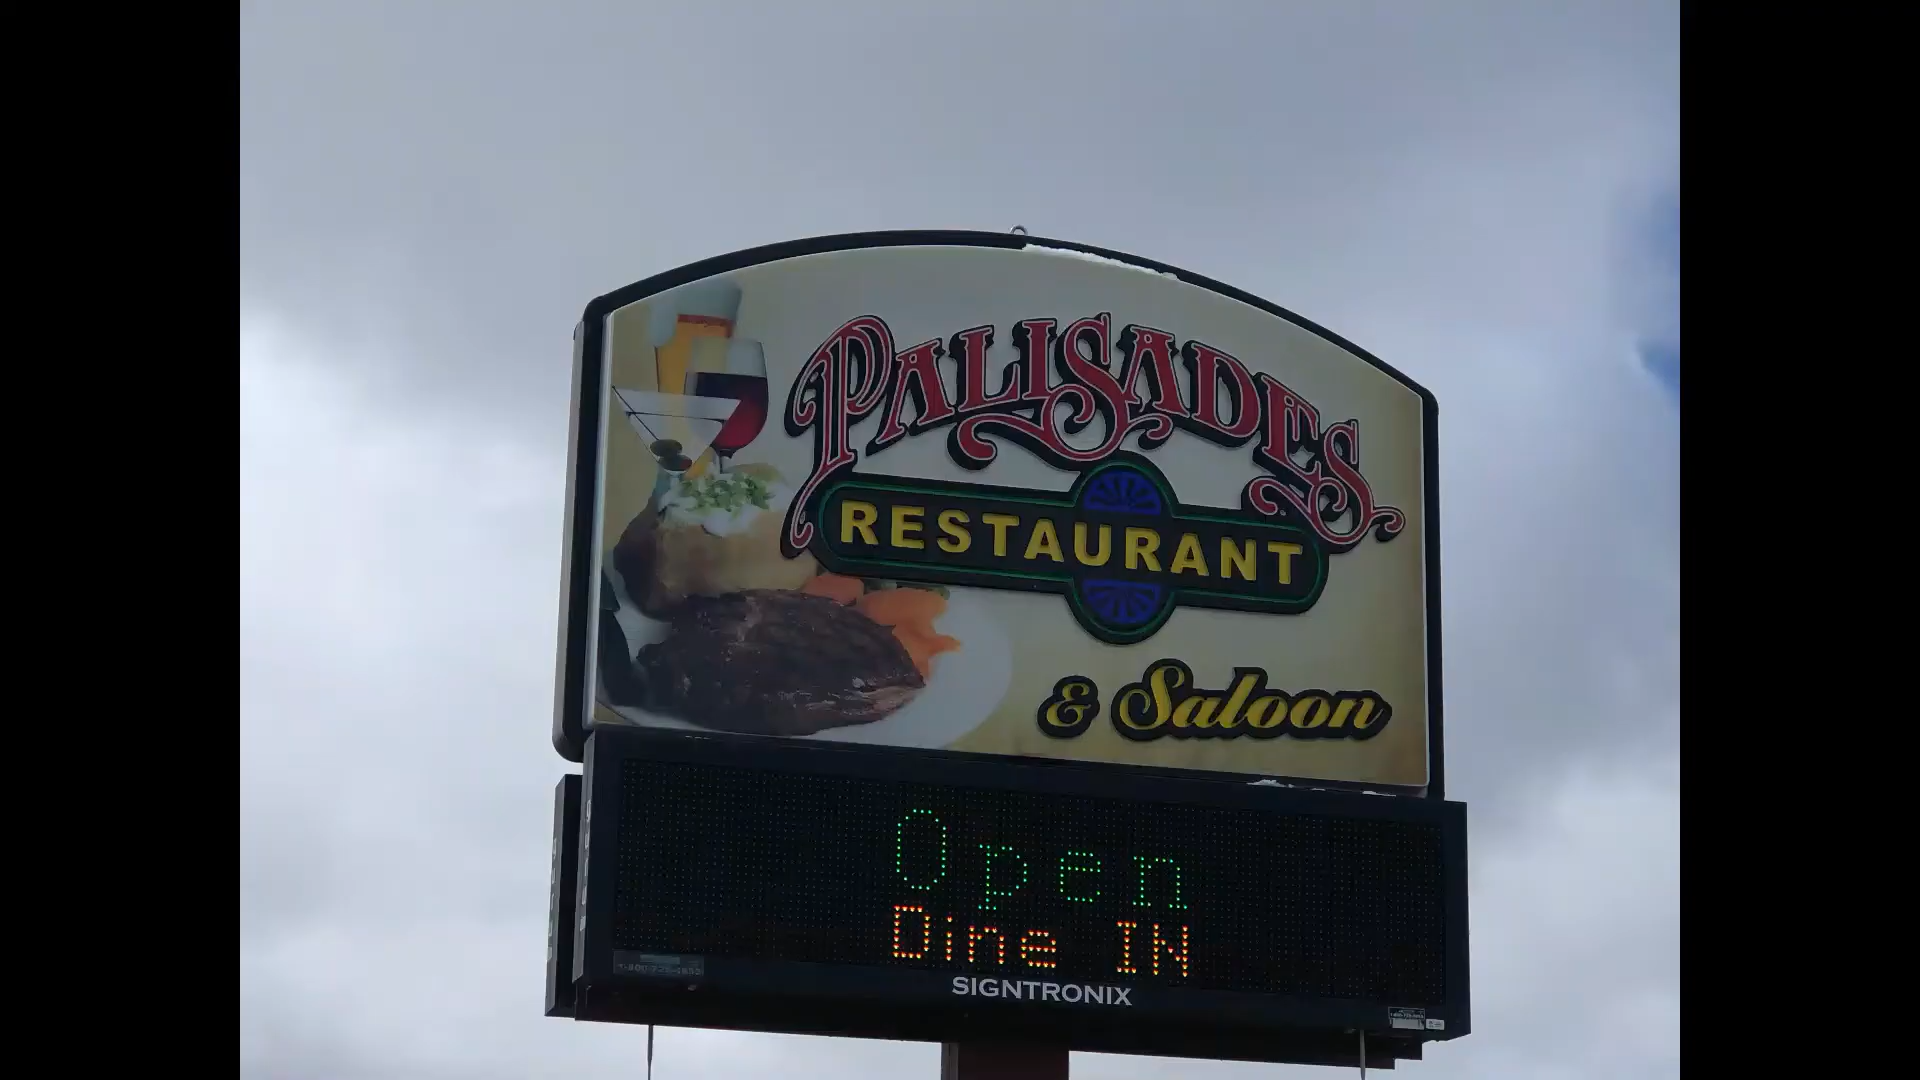 PALISADES
RESTAURANT
& Saloon
Open
Dine IN
SIGNTRONIX